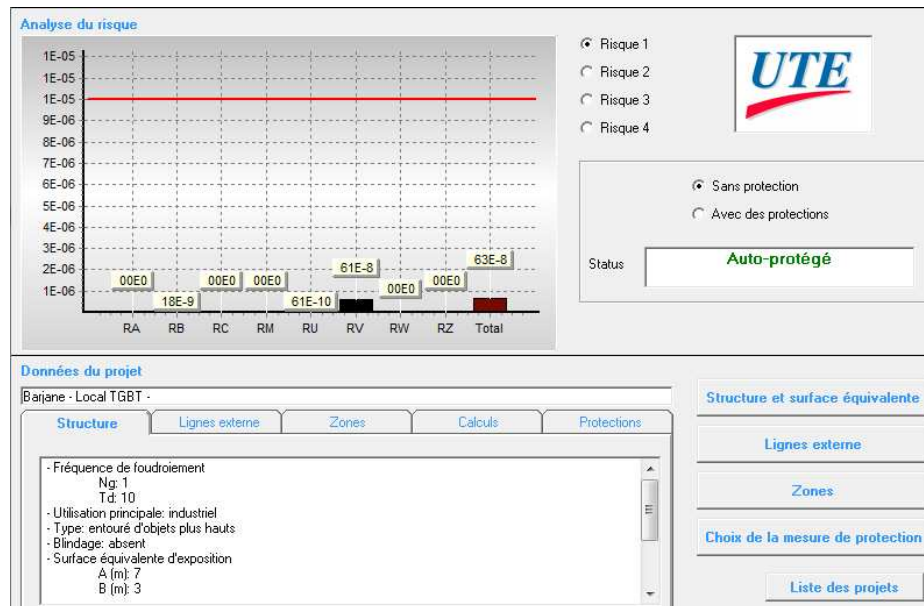 Analyse du risque
1E-05
1E-05
1E-05
9E-06
8E-06
7E-06
6E-06
5E-06
4E-06
3E-06
2E-06
1E-06
00E0
18E-9
00E0
00E0
61E-10
61E-8
00E0
00E0
63E-8
RA RB RC RM RU RV RW RZ Total
Risque 1
Risque 2
Risque 3
Risque 4
UTE
Sans protection
Avec des protections
Status Auto-protégé
Données du projet
Barjane - Local TGBT -
Structure Lignes externe Zones Calculs Protections
- Fréquence de foudroiement
Ng: 1
Td: 10
- Utilisation principale: industriel
- Type: entouré d'objets plus hauts
- Blindage: absent
- Surface équivalente d'exposition
A (m): 7
B (m): 3
Structure et surface équivalente
Lignes externe
Zones
Choix de la mesure de protection
Liste des projets